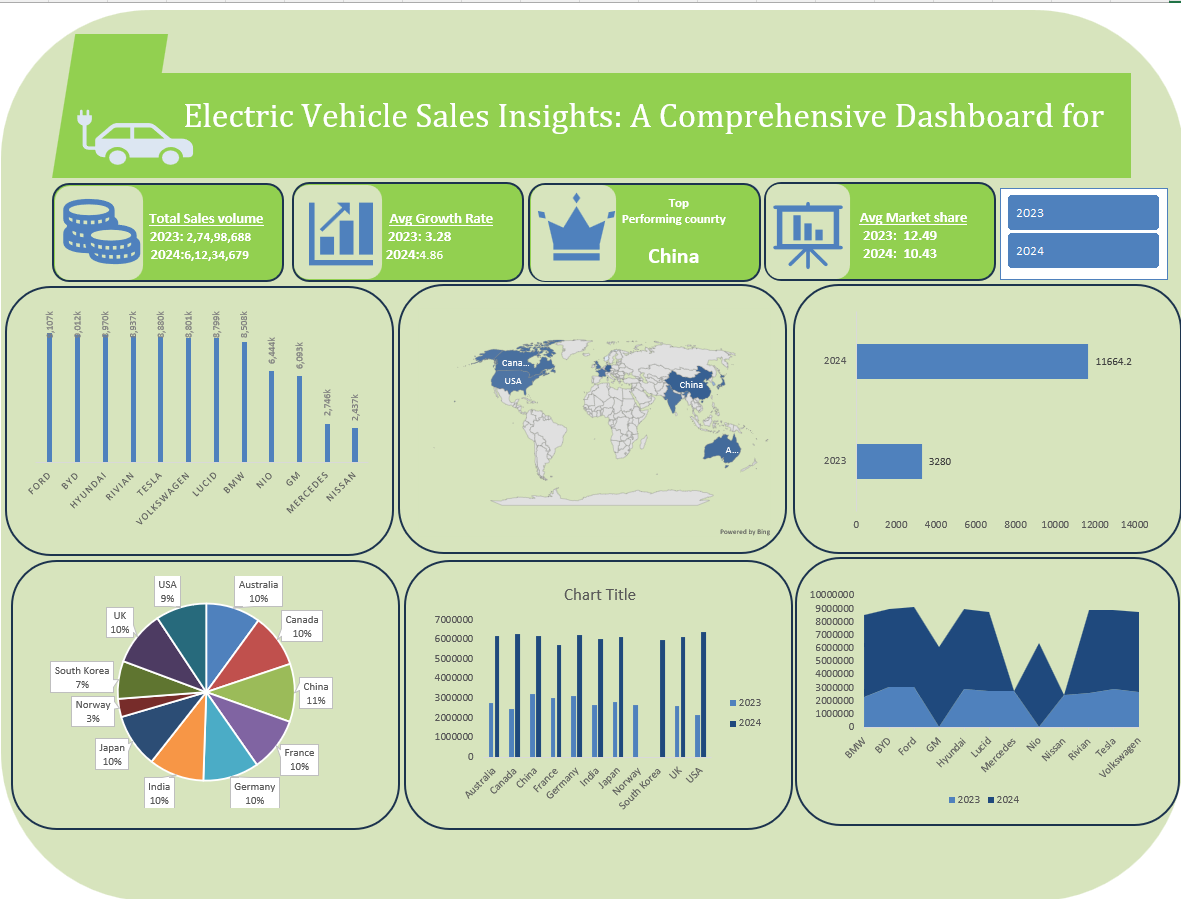 Electric Vehicle Sales Insights: A Comprehensive Dashboard for
Total Sales volume
2023: 2,74,98,688
2024:6,12,34,679
Avg Growth Rate
2023: 3.28
2024:4.86
Top
Performing counrty
China
Avg Market share
2023: 12.49
2024: 10.43
2023
2024
9,107k
9,012k
8,970k
8,937k
8,880k
8,801k
8,799k
8,508k
6,444k
6,093k
2,746k
2,437k
FORD
BYD
HYUNDAI
RIVIAN
TESLA
VOLKSWAGEN
LUCID
BMW
NIO
GM
MERCEDES
NISSAN
Cana...
USA
China
A...
Powered by Bing
2024
11664.2
2023
3280
0 2000 4000 6000 8000 10000 12000 14000
USA
9%
Australia
10%
UK
10%
Canada
10%
South Korea
7%
China
11%
Norway
3%
Japan
10%
France
10%
India
10%
Germany
10%
Chart Title
7000000
6000000
5000000
4000000
3000000
2000000
1000000
0
Australia
Canada
China
France
Germany
India
Japan
Norway
South Korea
UK
USA
2023
2024
10000000
9000000
8000000
7000000
6000000
5000000
4000000
3000000
2000000
1000000
0
BMW
BYD
Ford
GM
Hyundai
Lucid
Mercedes
Nio
Nissan
Rivian
Tesla
Volkswagen
2023 2024